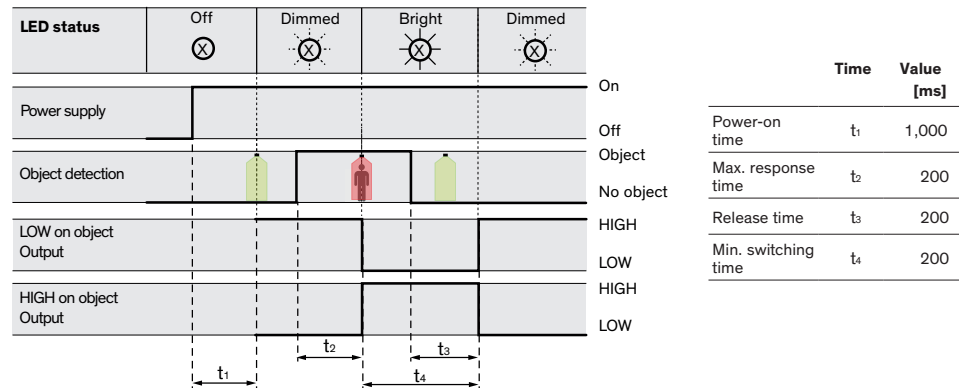 LED status
Off
Dimmed
Bright
Dimmed
X
X
X
X
Power supply
On
Off
Object detection
Object
No object
LOW on object
Output
HIGH
LOW
HIGH on object
Output
HIGH
LOW
t1
t2
t3
t4
Time Value
[ms]
Power-on
time t1 1,000
Max. response
time t2 200
Release time t3 200
Min. switching
time t4 200